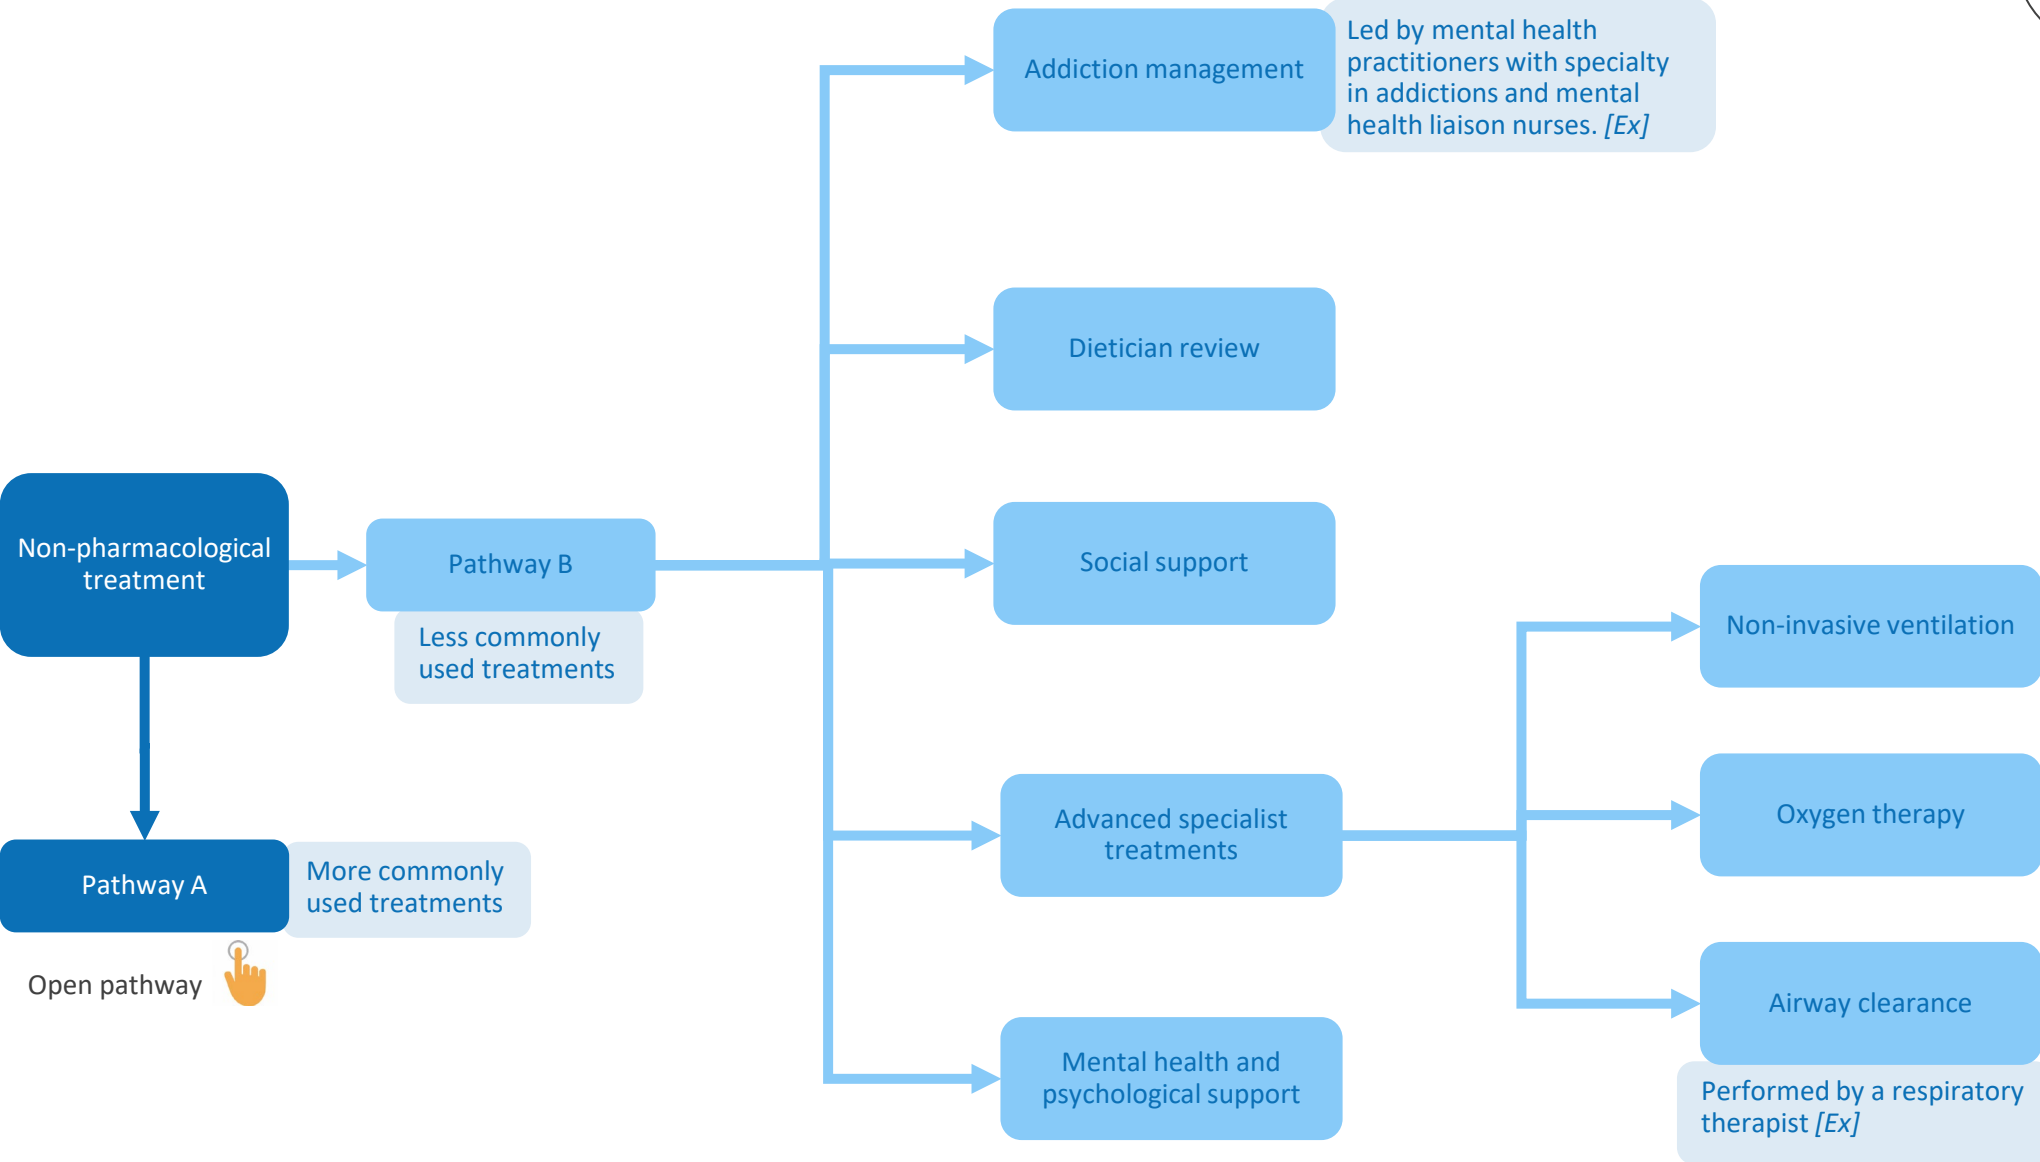 Addiction management
Led by mental health
practitioners with specialty
in addictions and mental
health liaison nurses. [Ex]
Dietician review
Non-pharmacological
treatment
Pathway B
Less commonly
used treatments
Social support
Non-invasive ventilation
Advanced specialist
treatments
Oxygen therapy
Pathway A
More commonly
used treatments
Open pathway
Airway clearance
Performed by a respiratory
therapist [Ex]
Mental health and
psychological support